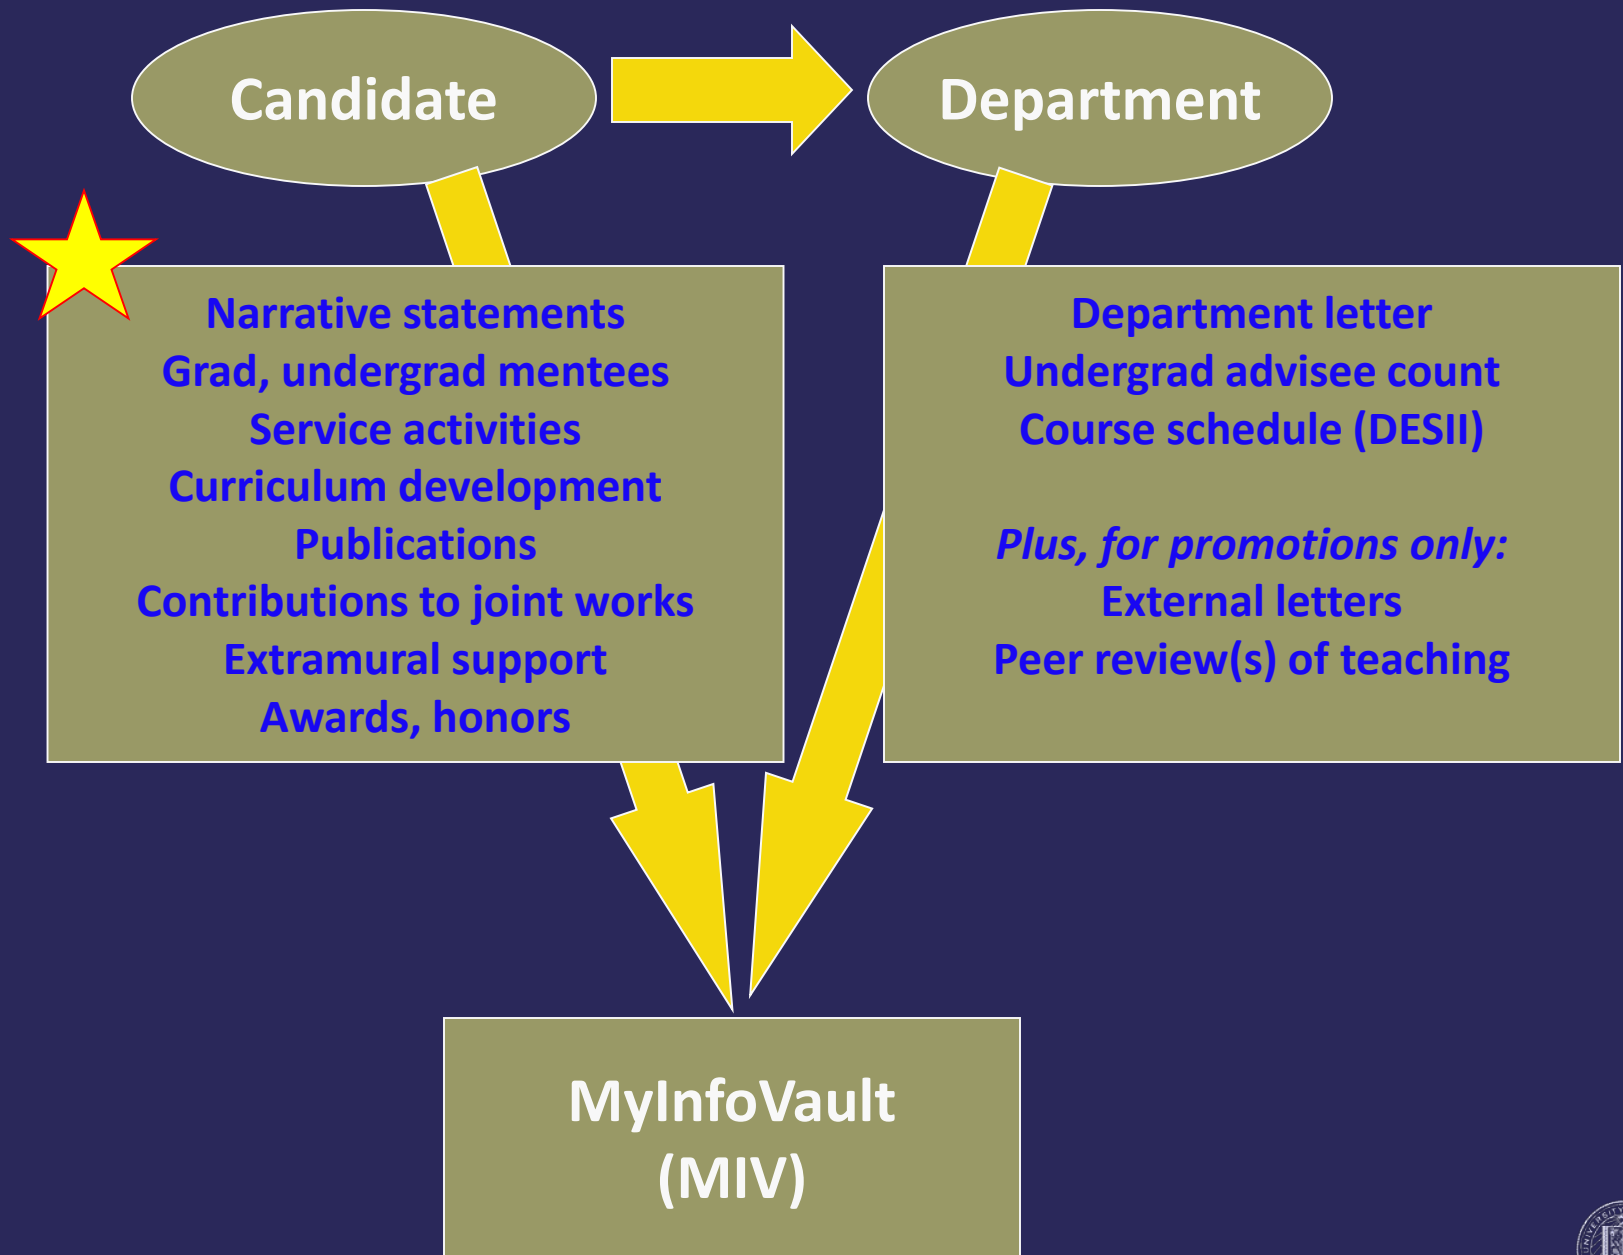 Candidate
Department
Narrative statements
Grad, undergrad mentees
Service activities
Curriculum development
Publications
Contributions to joint works
Extramural support
Awards, honors
Department letter
Undergrad advisee count
Course schedule (DESII)
Plus, for promotions only:
External letters
Peer review(s) of teaching
MyInfoVault
(MIV)